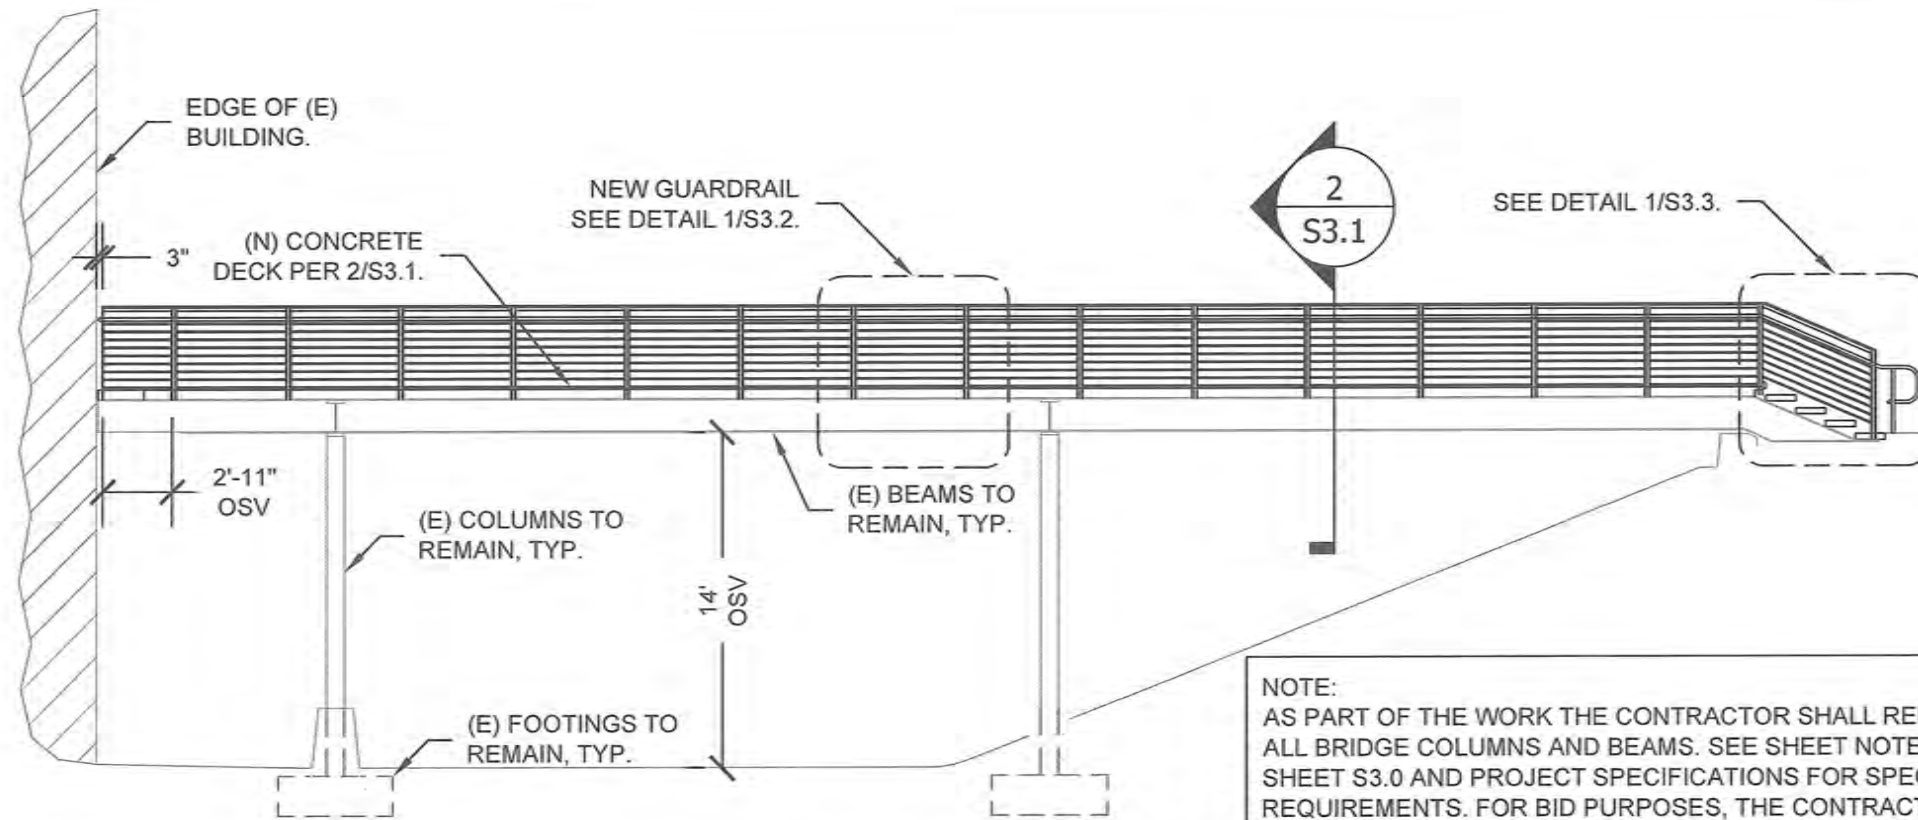 EDGE OF (E)
BUILDING.
NEW GUARDRAIL
SEE DETAIL 1/S3.2.
2
S3.1
SEE DETAIL 1/S3.3.
3"
(N) CONCRETE
DECK PER 2/S3.1.
2'-11"
OSV
(E) COLUMNS TO
REMAIN, TYP.
14'
OSV
(E) BEAMS TO
REMAIN, TYP.
(E) FOOTINGS TO
REMAIN, TYP.
NOTE:
AS PART OF THE WORK THE CONTRACTOR SHALL
ALL BRIDGE COLUMNS AND BEAMS. SEE SHEET NOTE
SHEET S3.0 AND PROJECT SPECIFICATIONS FOR
REQUIREMENTS. FOR BID PURPOSES, THE